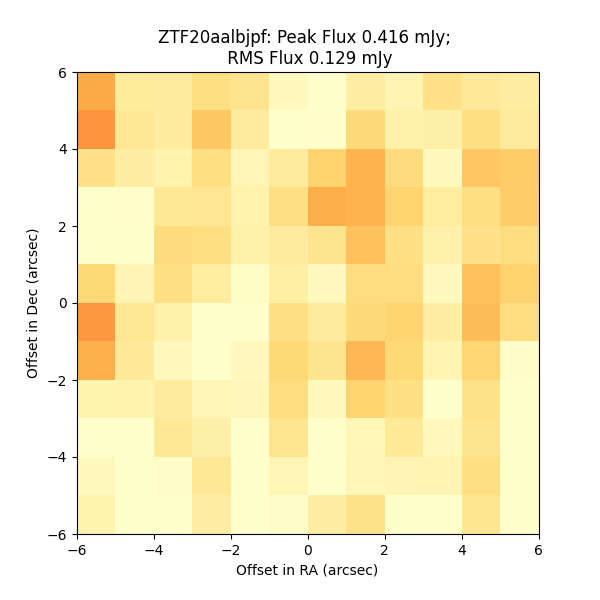 ZTF20aalbjpf: Peak Flux 0.416 mJy;
RMS Flux 0.129 mJy
6
4
2
0
−2
−4
−6
Offset in Dec (arcsec)
−6 −4 −2 0 2 4 6
Offset in RA (arcsec)